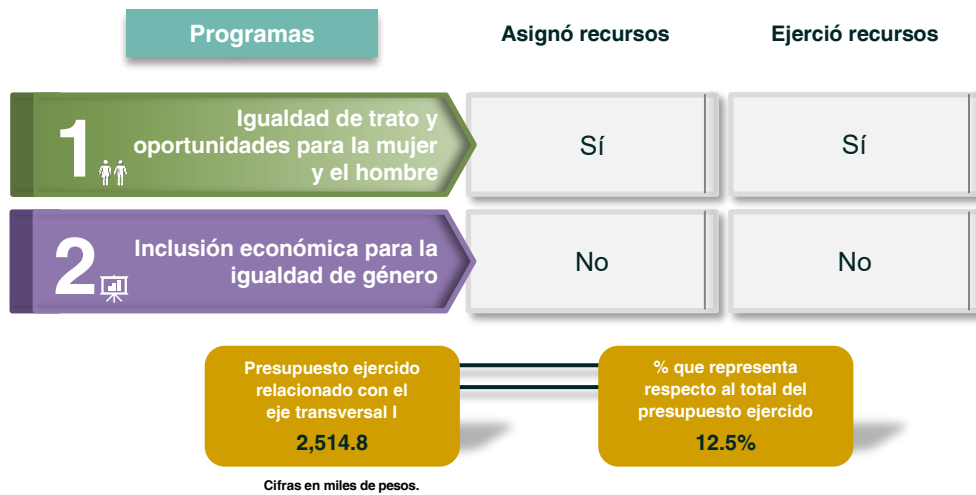 Programas
Asignó recursos
Ejerció recursos
1
Igualdad de trato y
oportunidades para la mujer
y el hombre
Sí
Sí
2
Inclusión económica para la
igualdad de género
No
No
Presupuesto ejercido
relacionado con el
eje transversal I
2,514.8
% que representa
respecto al total del
presupuesto ejercido
12.5%
Cifras en miles de pesos.